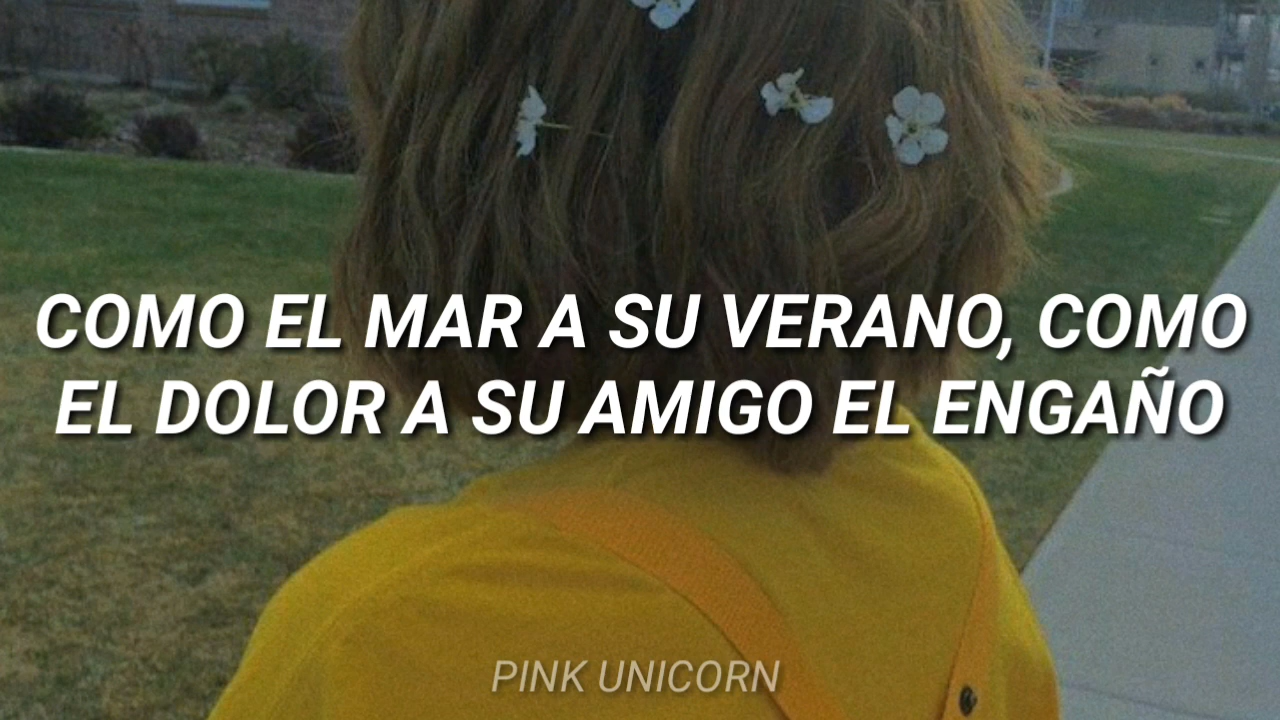 COMO EL MAR A SU VERANO, COMO
EL DOLOR A SU AMIGO EL ENGAÑO
PINK UNICORN